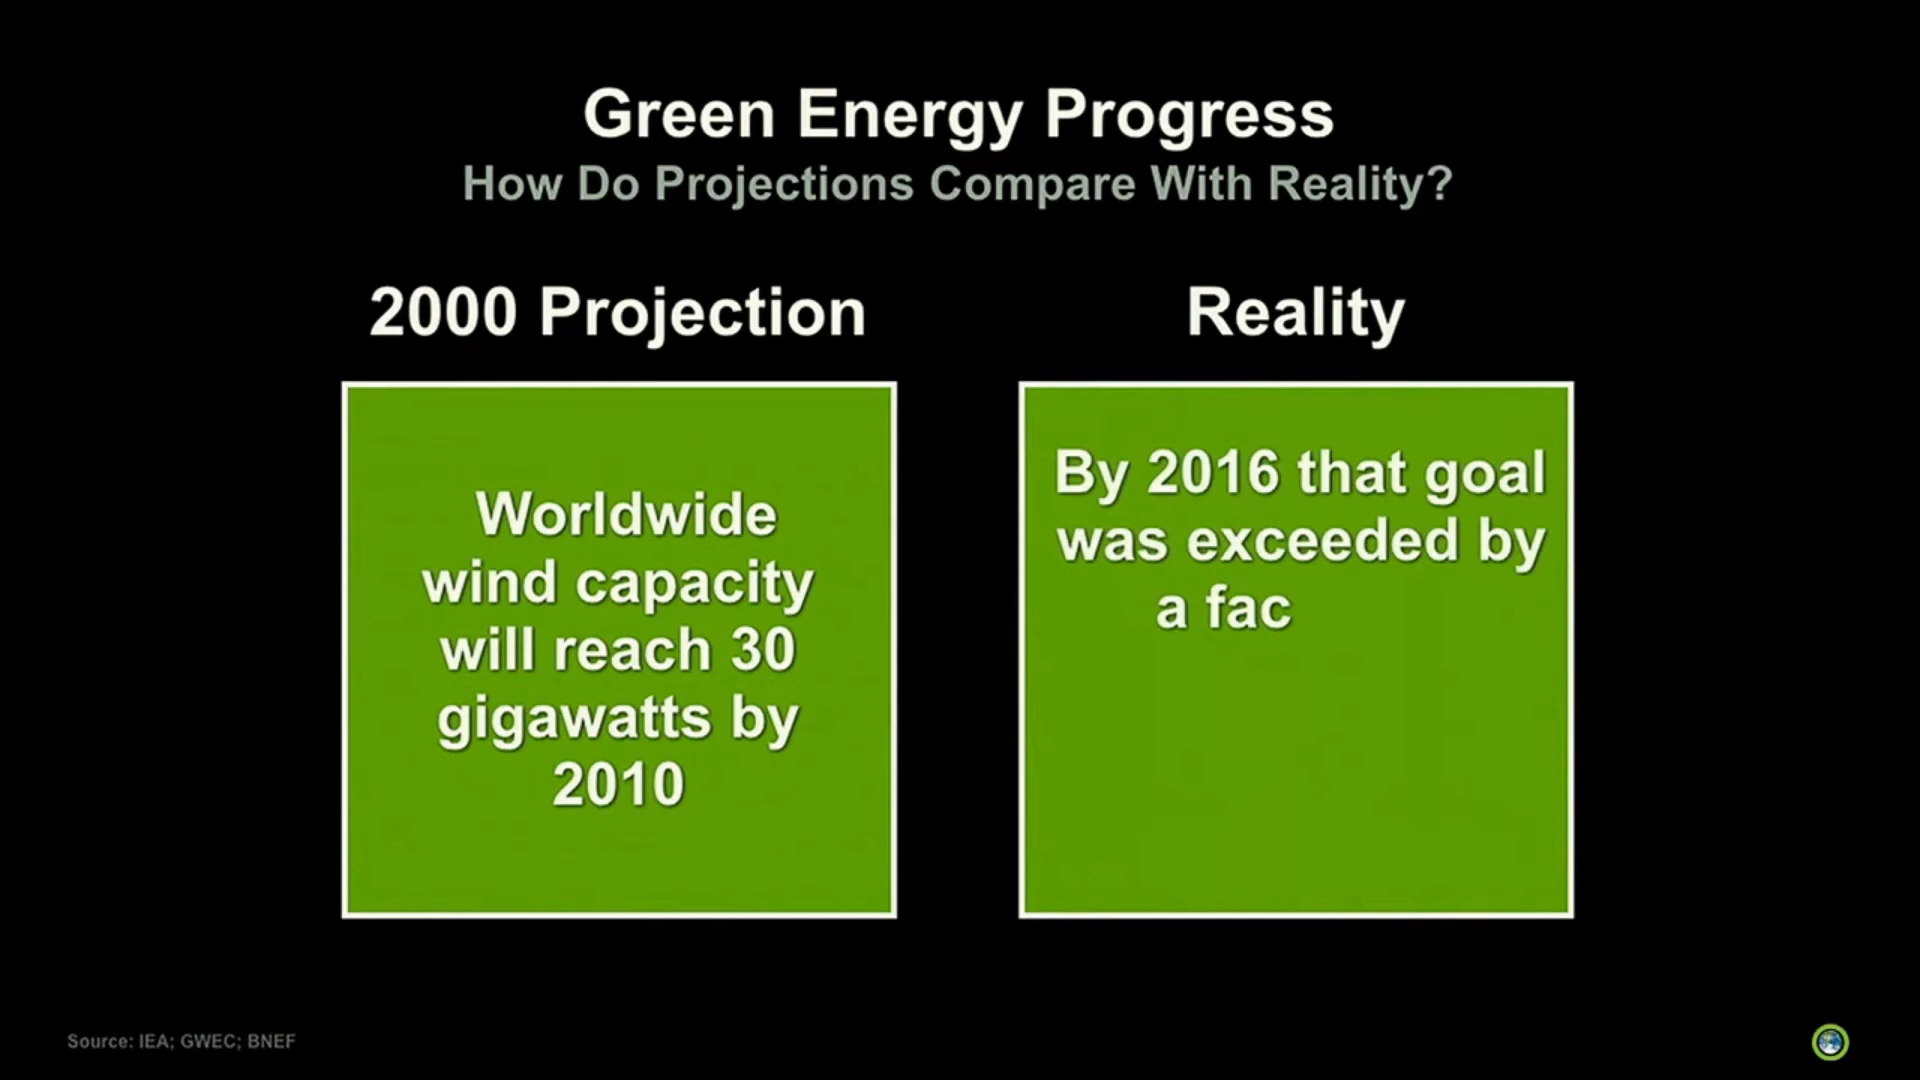 Green Energy Progress
How Do Projections Compare With Reality?
2000 Projection
Worldwide
wind capacity
will reach 30
gigawatts by
2010
Reality
By 2016 that goal
was exceeded by
a fac
Source: IEA; GWEC; BNEF